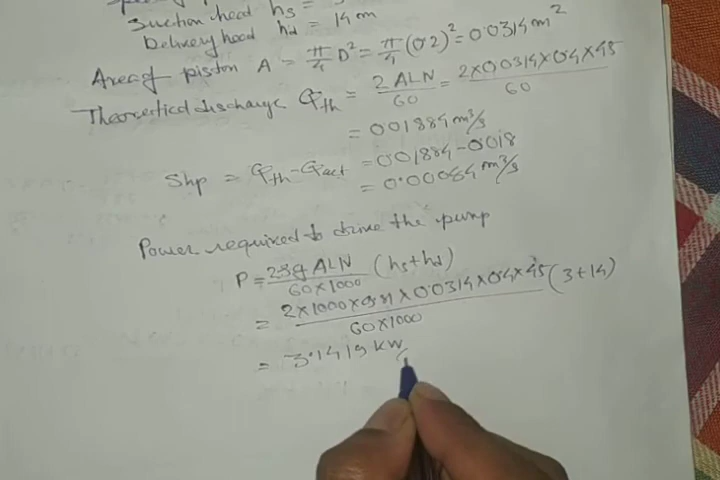 Suction head hs =
Delivery head hd = 14 m
Area of piston A = π/4 D² = π/4 (0.2)² = 0.0314 m²
Theoretical discharge Qth = 2ALN/60 = 2×0.0314×0.4×45/60
= 0.01884 m³/s
Slip = Qth - Qact = 0.01884 - 0.018
= 0.00084 m³/s
Power required to drive the pump
P = 2ρg ALN/60×1000 (hs + hd)
= 2×1000×9.81×0.0314×0.4×45/60×1000 (3+14)
= 3.1419 kW